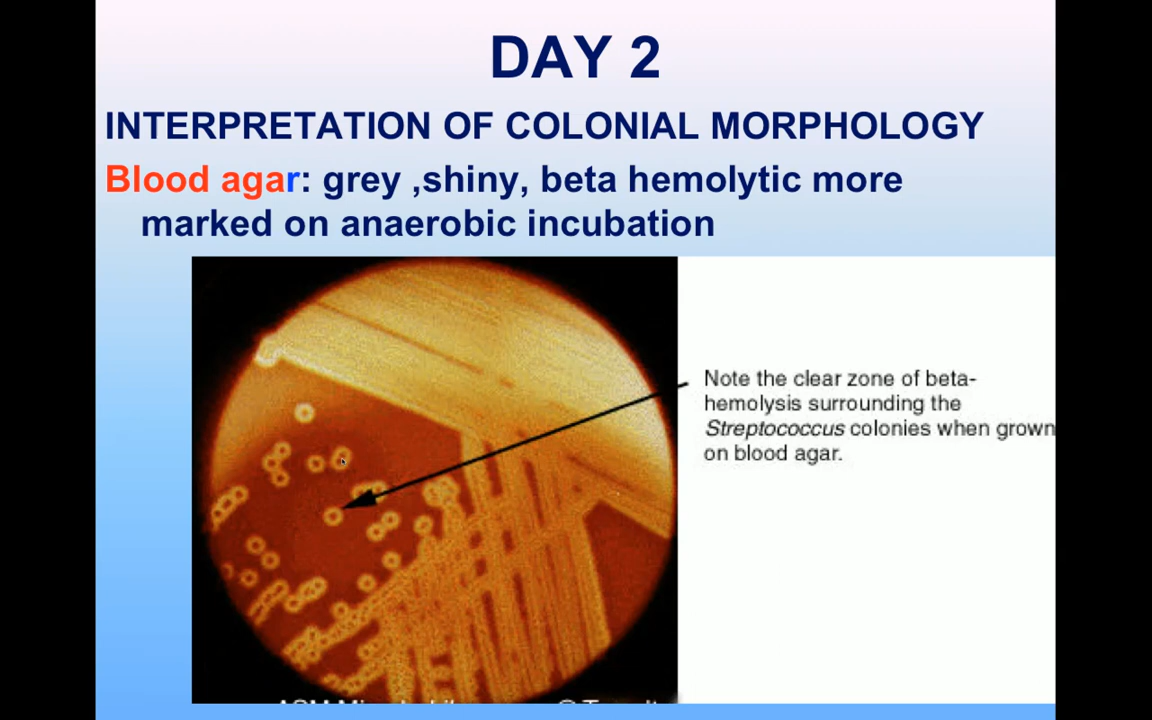 DAY 2
INTERPRETATION OF COLONIAL MORPHOLOGY
Blood agar: grey ,shiny, beta hemolytic more
marked on anaerobic incubation
Note the clear zone of beta-
hemolysis surrounding the
Streptococcus colonies when grown
on blood agar.